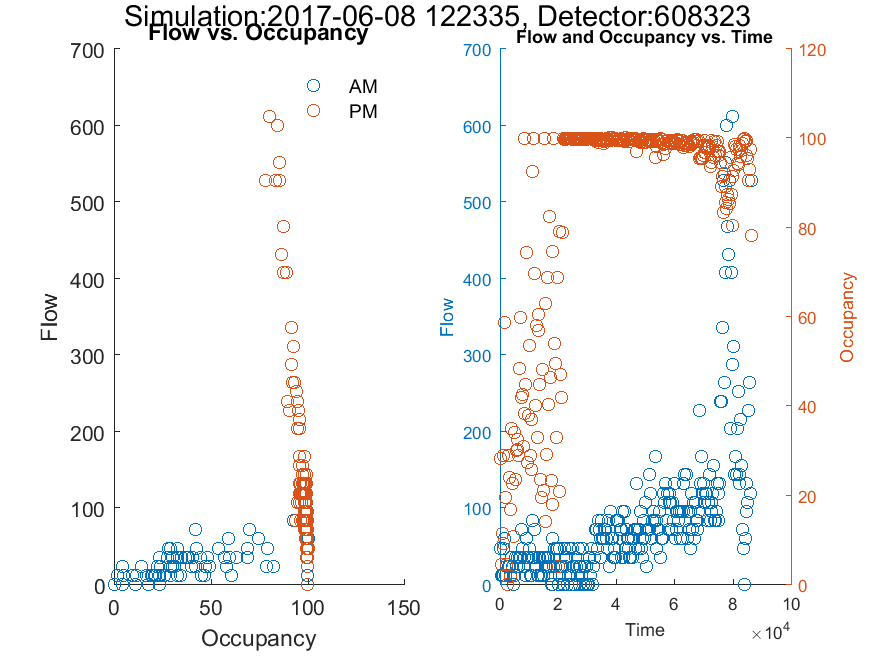 Simulation:2017-06-08 122335, Detector:608323
Flow vs. Occupancy
AM
PM
700
600
500
400
300
200
100
0
Flow
0 50 100 150
Occupancy
Flow and Occupancy vs. Time
700
600
500
400
300
200
100
0
Flow
120
100
80
60
40
20
0
Occupancy
0 2 4 6 8 10
Time
×10⁴